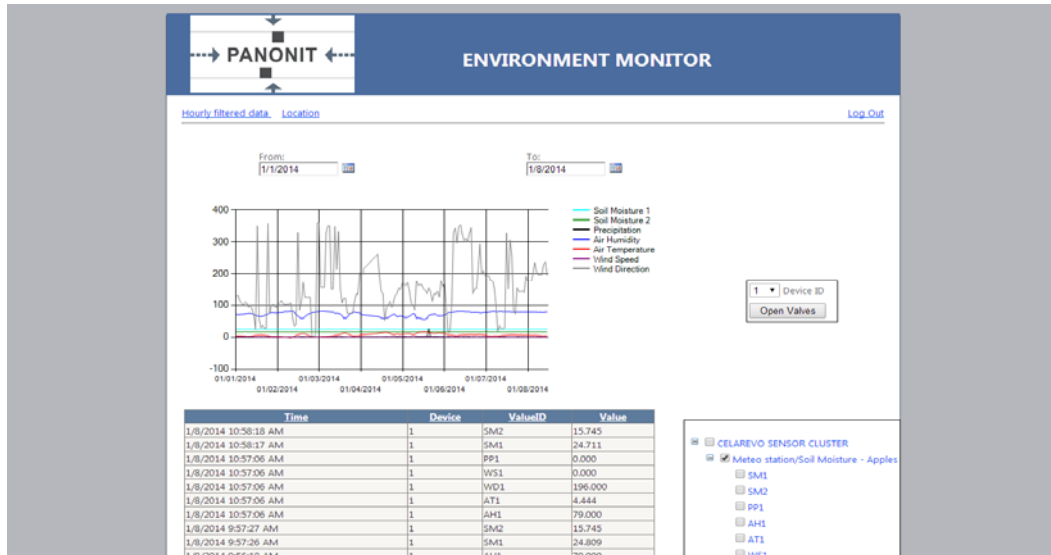 PANONIT
ENVIRONMENT MONITOR
Hourly filtered data Location Log Out
From: To:
1/1/2014 1/8/2014
400
300
200
100
0
-100
01/01/2014 01/03/2014 01/05/2014 01/07/2014
01/02/2014 01/04/2014 01/06/2014 01/08/2014
Soil Moisture 1
Soil Moisture 2
Precipitation
Air Humidity
Air Temperature
Wind Speed
Wind Direction
1 Device ID
Open Valves
Time Device ValueID Value
1/8/2014 10:58:18 AM 1 SM2 15.745
1/8/2014 10:58:17 AM 1 SM1 24.711
1/8/2014 10:57:06 AM 1 PP1 0.000
1/8/2014 10:57:06 AM 1 WS1 0.000
1/8/2014 10:57:06 AM 1 WD1 196.000
1/8/2014 10:57:06 AM 1 AT1 4.444
1/8/2014 10:57:06 AM 1 AH1 79.000
1/8/2014 9:57:27 AM 1 SM2 15.745
1/8/2014 9:57:26 AM 1 SM1 24.809
CELAREVO SENSOR CLUSTER
Meteo station/Soil Moisture - Apples
SM1
SM2
PP1
AH1
AT1
WS1